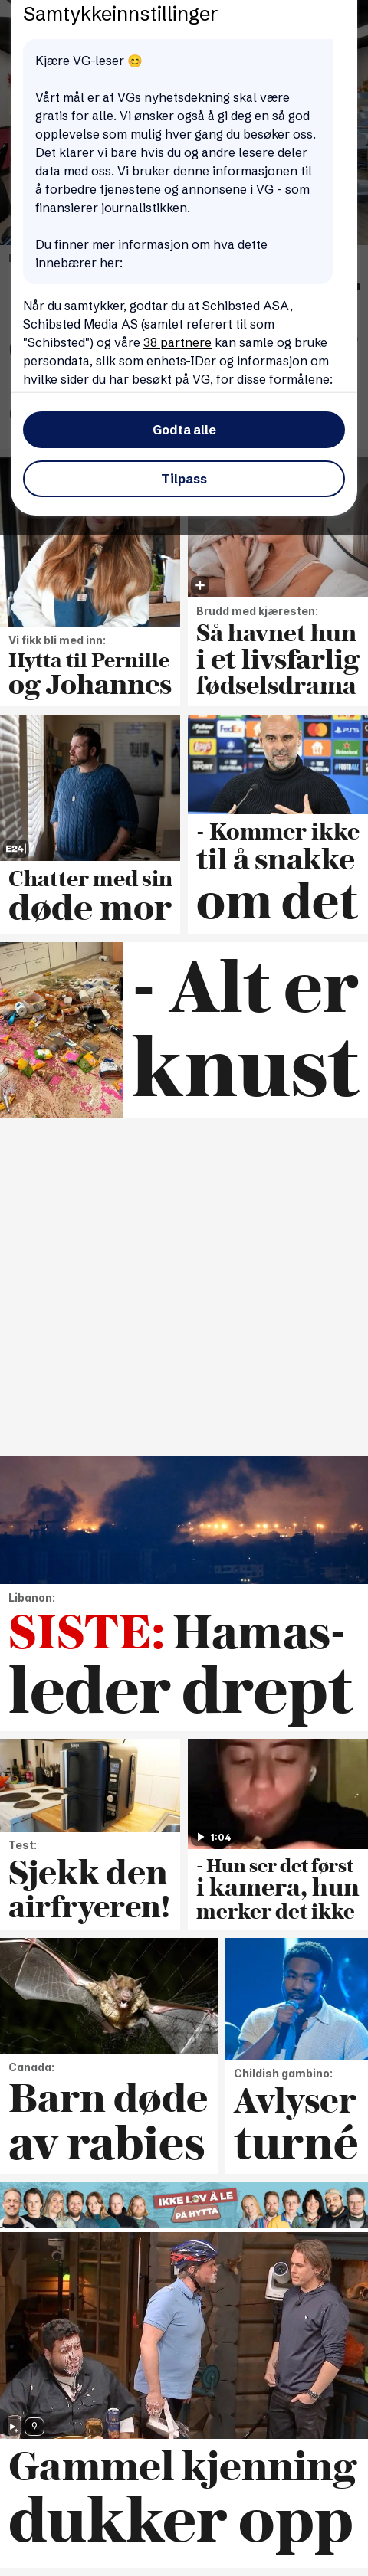 Samtykkeinnstillinger
Kjære VG-leser 😊
Vårt mål er at VGs nyhetsdekning skal være
gratis for alle. Vi ønsker også å gi deg en så god
opplevelse som mulig hver gang du besøker oss.
Det klarer vi bare hvis du og andre lesere deler
data med oss. Vi bruker denne informasjonen til
å forbedre tjenestene og annonsene i VG - som
finansierer journalistikken.
Du finner mer informasjon om hva dette
innebærer her:
Når du samtykker, godtar du at Schibsted ASA,
Schibsted Media AS (samlet referert til som
"Schibsted") og våre 38 partnere kan samle og bruke
persondata, slik som enhets-IDer og informasjon om
hvilke sider du har besøkt på VG, for disse formålene:
Godta alle
Tilpass
Vi fikk bli med inn:
Hytta til Pernille
og Johannes
Brudd med kjæresten:
Så havnet hun
i et livsfarlig
fødselsdrama
E24
Chatter med sin
døde mor
FedEx
mastercard
PS5
Lay's
Heineken
FOOTBALL
- Kommer ikke
til å snakke
om det
- Alt er
knust
Libanon:
SISTE: Hamas-
leder drept
Test:
Sjekk den
airfryeren!
1:04
- Hun ser det først
i kamera, hun
merker det ikke
Canada:
Barn døde
av rabies
Childish gambino:
Avlyser
turné
IKKE LOV Å LE
PÅ HYTTA
9
Gammel kjenning
dukker opp